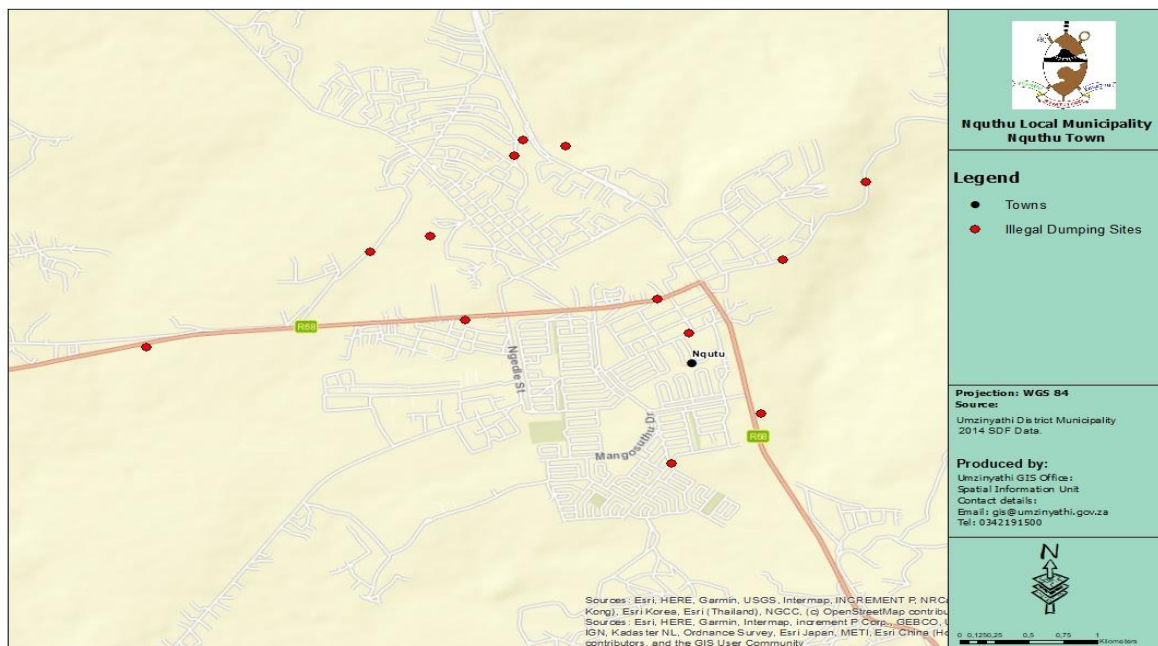 R68
Ngedle St
Nqutu
Mangosuthu Dr
R68
Sources: Esri, HERE, Garmin, USGS, Intermap, INCREMENT P, NRCa
Kong), Esri Korea, Esri (Thailand), NGCC, (c) OpenStreetMap contribu
Sources: Esri, HERE, Garmin, Intermap, increment P Corp., GEBCO, U
IGN, Kadaster NL, Ordnance Survey, Esri Japan, METI, Esri China (Ho
contributors, and the GIS User Community
Nquthu Local Municipality
Nquthu Town
Legend
Towns
Illegal Dumping Sites
Projection: WGS 84
Source:
Umzinyathi District Municipality
2014 SDF Data.
Produced by:
Umzinyathi GIS Office:
Spatial Information Unit
Contact details:
Email: gis@umzinyathi.gov.za
Tel: 0342191500
N
0 0,125 0,25 0,5 0,75 1
Kilometers